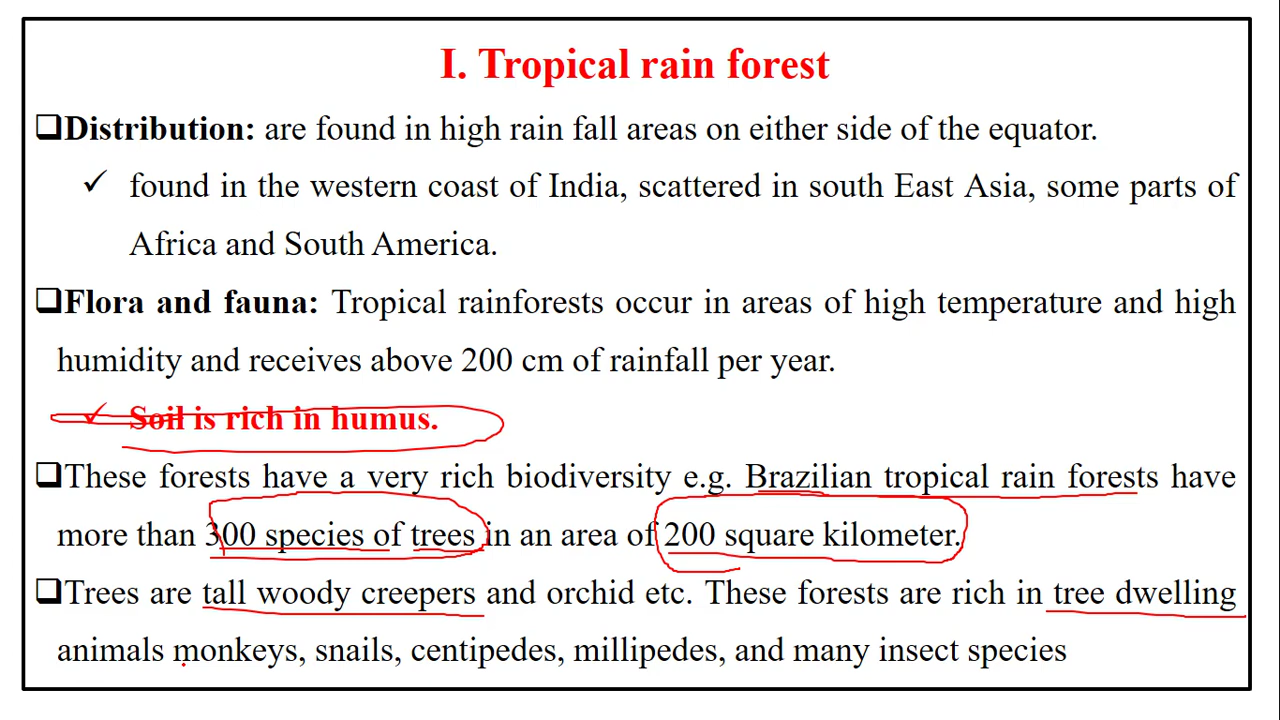 I. Tropical rain forest
❑Distribution: are found in high rain fall areas on either side of the equator.
✓ found in the western coast of India, scattered in south East Asia, some parts of
Africa and South America.
❑Flora and fauna: Tropical rainforests occur in areas of high temperature and high
humidity and receives above 200 cm of rainfall per year.
✓ Soil is rich in humus.
❑These forests have a very rich biodiversity e.g. Brazilian tropical rain forests have
more than 300 species of trees in an area of 200 square kilometer.
❑Trees are tall woody creepers and orchid etc. These forests are rich in tree dwelling
animals monkeys, snails, centipedes, millipedes, and many insect species